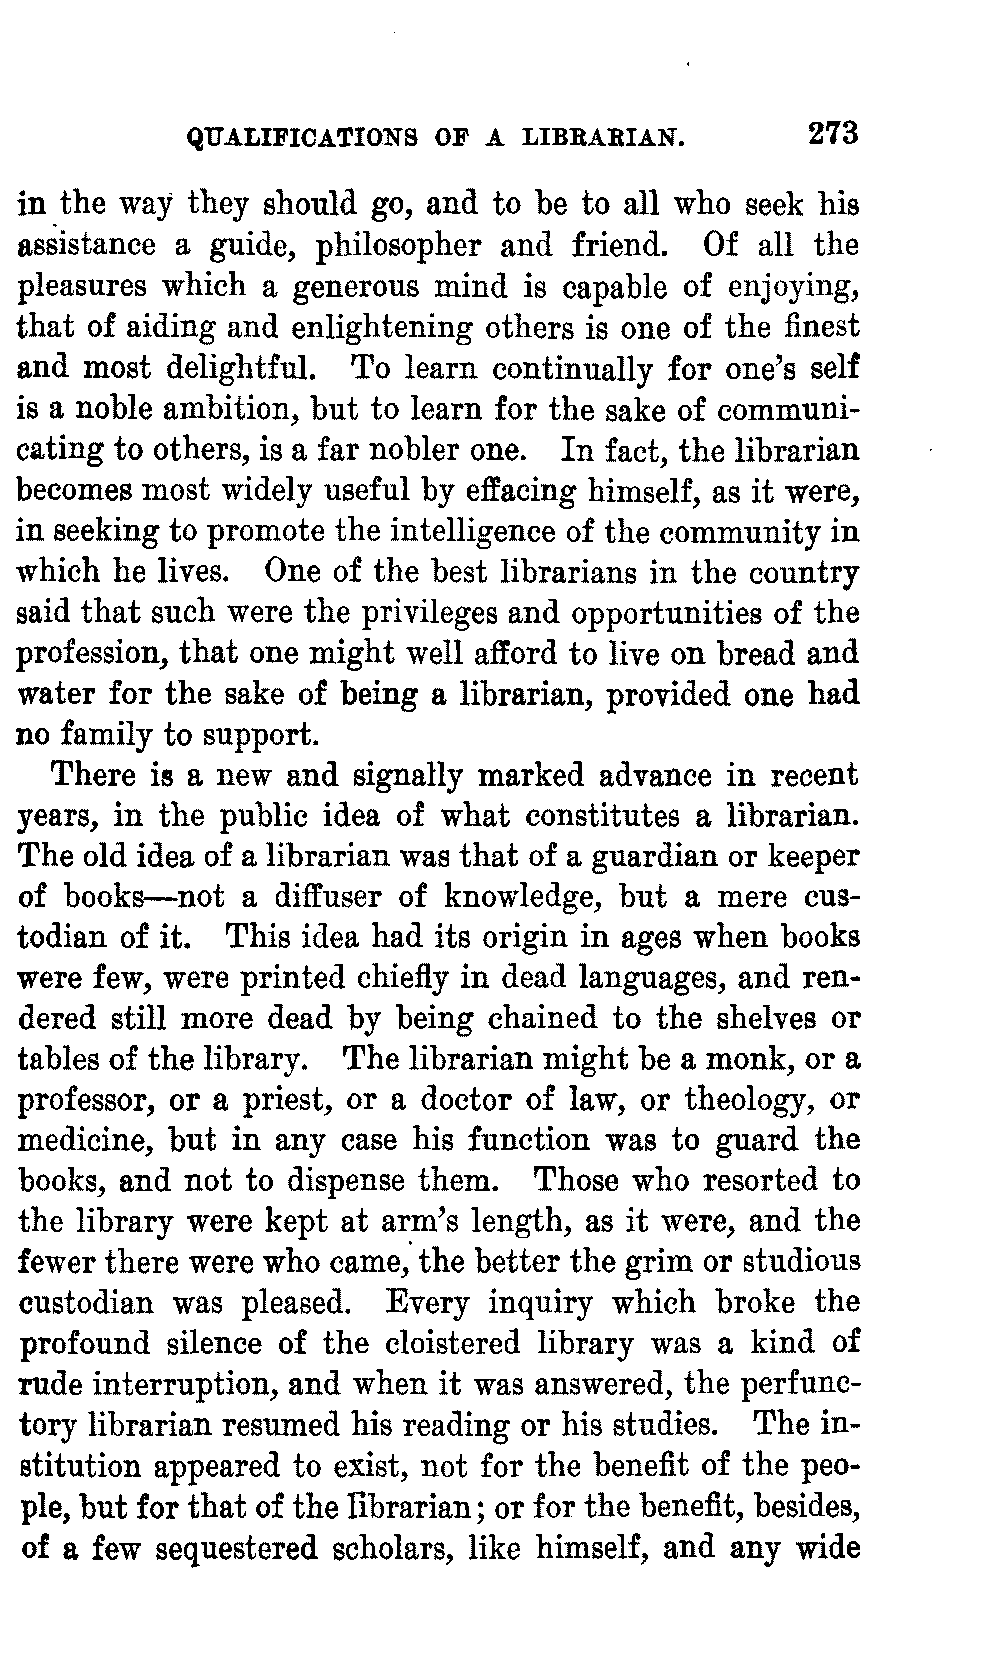 QUALIFICATIONS OF A LIBRARIAN. 273
in the way they should go, and to be to all who seek his
assistance a guide, philosopher and friend. Of all the
pleasures which a generous mind is capable of enjoying,
that of aiding and enlightening others is one of the finest
and most delightful. To learn continually for one's self
is a noble ambition, but to learn for the sake of communi-
cating to others, is a far nobler one. In fact, the librarian
becomes most widely useful by effacing himself, as it were,
in seeking to promote the intelligence of the community in
which he lives. One of the best librarians in the country
said that such were the privileges and opportunities of the
profession, that one might well afford to live on bread and
water for the sake of being a librarian, provided one had
no family to support.
There is a new and signally marked advance in recent
years, in the public idea of what constitutes a librarian.
The old idea of a librarian was that of a guardian or keeper
of books—not a diffuser of knowledge, but a mere cus-
todian of it. This idea had its origin in ages when books
were few, were printed chiefly in dead languages, and ren-
dered still more dead by being chained to the shelves or
tables of the library. The librarian might be a monk, or a
professor, or a priest, or a doctor of law, or theology, or
medicine, but in any case his function was to guard the
books, and not to dispense them. Those who resorted to
the library were kept at arm's length, as it were, and the
fewer there were who came, the better the grim or studious
custodian was pleased. Every inquiry which broke the
profound silence of the cloistered library was a kind of
rude interruption, and when it was answered, the perfunc-
tory librarian resumed his reading or his studies. The in-
stitution appeared to exist, not for the benefit of the peo-
ple, but for that of the librarian; or for the benefit, besides,
of a few sequestered scholars, like himself, and any wide